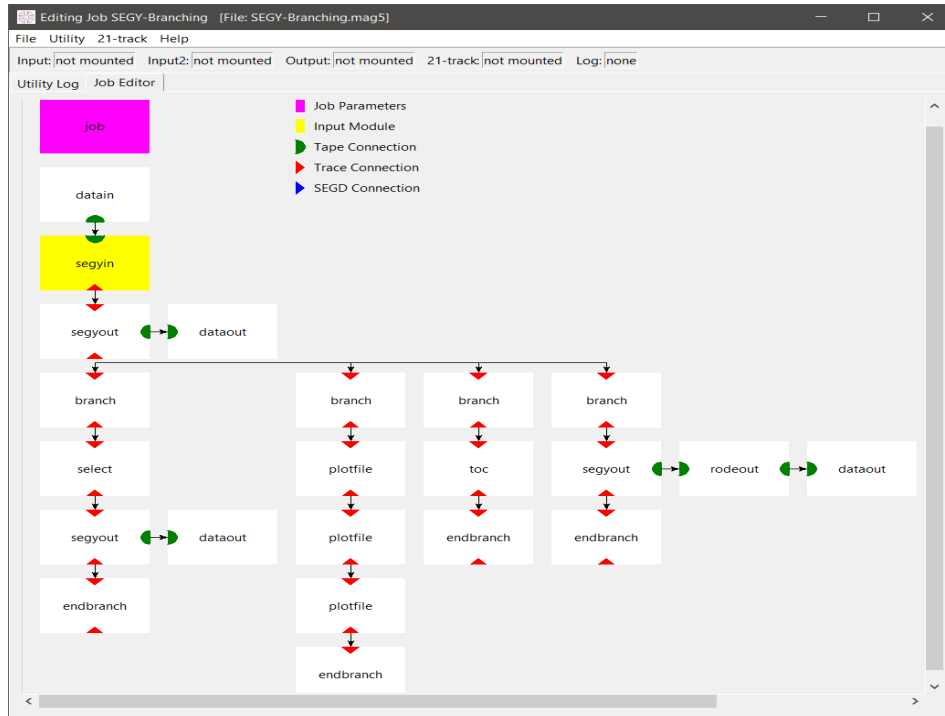 Editing Job SEGY-Branching [File: SEGY-Branching.mag5]
File Utility 21-track Help
Input: not mounted Input2: not mounted Output: not mounted 21-track: not mounted Log: none
Utility Log Job Editor
job
Job Parameters
Input Module
Tape Connection
Trace Connection
SEGD Connection
datain
segyin
segyout dataout
branch branch branch branch
select plotfile toc segyout rodeout dataout
segyout dataout plotfile endbranch endbranch
endbranch plotfile
endbranch